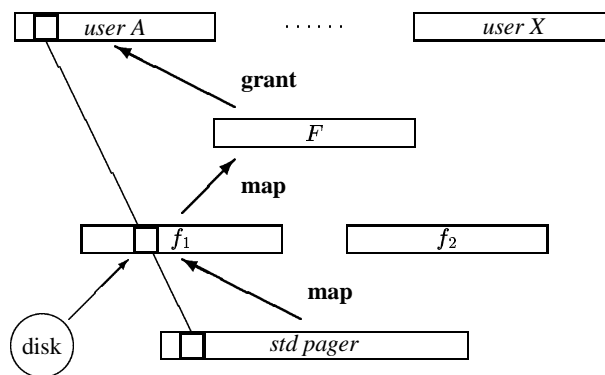 user A ...... user X
grant
F
map
f1 f2
map
disk std pager